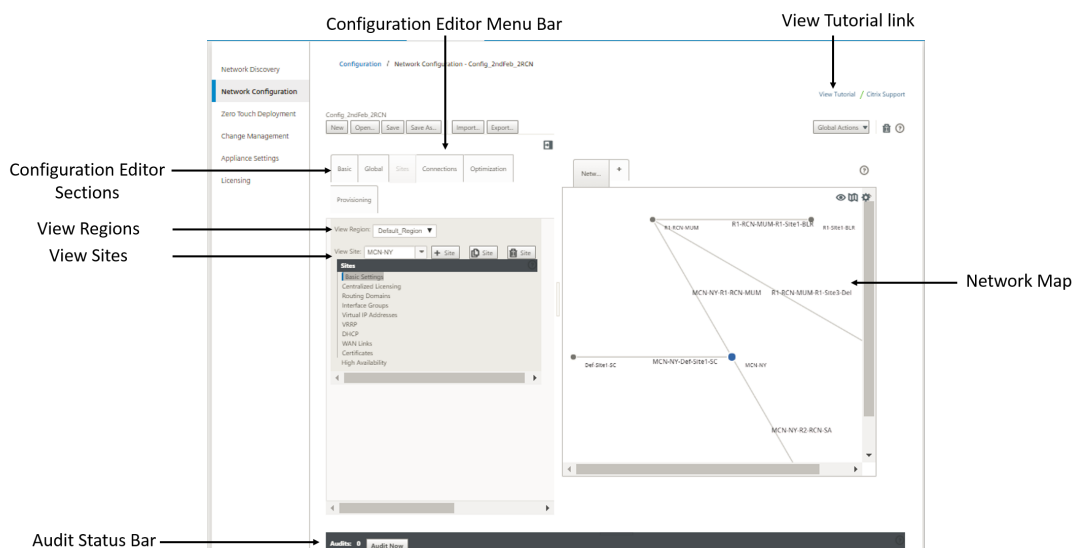 Configuration Editor Menu Bar
View Tutorial link
Configuration / Network Configuration - Config_2ndFeb_2RCN
Network Discovery
Network Configuration
Zero Touch Deployment
Change Management
Appliance Settings
Licensing
View Tutorial / Citrix Support
Config_2ndFeb_2RCN
New Open... Save Save As... Import... Export...
Global Actions ▼
Configuration Editor
Sections
Basic Global Sites Connections Optimization
Provisioning
View Regions
View Region: Default_Region ▼
View Sites
View Site: MCN-NY + Site Site Site
Sites
Basic Settings
Centralized Licensing
Routing Domains
Interface Groups
Virtual IP Addresses
VRRP
DHCP
WAN Links
Certificates
High Availability
Netw... +
R1-RCN-MUM
R1-RCN-MUM-R1-Site1-BLR
R1-Site1-BLR
MCN-NY-R1-RCN-MUM
R1-RCN-MUM-R1-Site3-Del
Def-Site1-SC
MCN-NY-Def-Site1-SC
MCN-NY
MCN-NY-R2-RCN-SA
Network Map
Audit Status Bar
Audits: 0 Audit Now